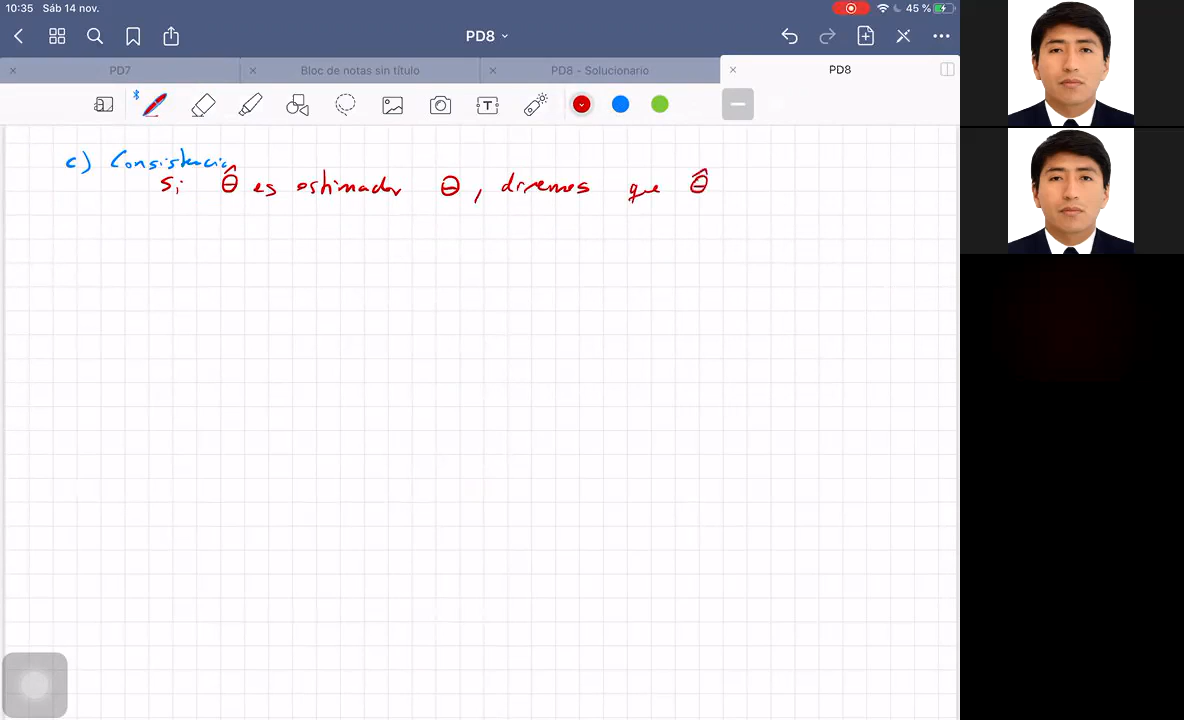 10:35 Sáb 14 nov. 45 %
PD8
PD7 Bloc de notas sin título PD8 - Solucionario PD8
T
c) Consistencia
Si θ̂ es estimador θ, diremos que θ̂